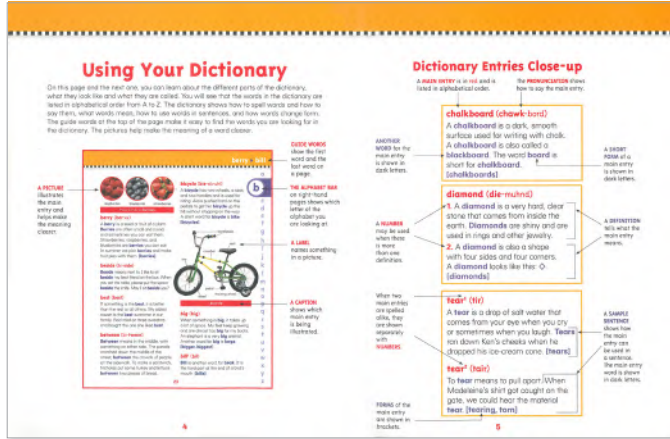 Using Your Dictionary
On this page and the next one, you can learn about the different parts of the dictionary,
what they look like and what they are called. You will see that the words in the dictionary are
listed in alphabetical order from A to Z. The dictionary shows how to spell words and how to
say them, what words mean, how to use words in sentences, and how words change form.
The guide words at the top of the page make it easy to find the words you are looking for in
the dictionary. The pictures help make the meaning of a word clearer.
A PICTURE
illustrates
the main
entry and
helps make
the meaning
clearer.
b
GUIDE WORDS
show the first
word and the
last word on
a page.
THE ALPHABET BAR
on right-hand
pages shows which
letter of the
alphabet you
are looking at.
A LABEL
names something
in a picture.
A CAPTION
shows which
main entry
is being
illustrated.
4
Dictionary Entries Close-up
A MAIN ENTRY is in red and is
listed in alphabetical order.
The PRONUNCIATION shows
how to say the main entry.
chalkboard (chawk-bord)
A chalkboard is a dark, smooth
surface used for writing with chalk.
A chalkboard is also called a
blackboard. The word board is
short for chalkboard.
[chalkboards]
ANOTHER
WORD for the
main entry
is shown in
dark letters.
A SHORT
FORM of a
main entry
is shown in
dark letters.
diamond (die-muhnd)
1. A diamond is a very hard, clear
stone that comes from inside the
earth. Diamonds are shiny and are
used in rings and other jewelry.
2. A diamond is also a shape
with four sides and four corners.
A diamond looks like this: ◇.
[diamonds]
A NUMBER
may be used
when there
is more
than one
definition.
A DEFINITION
tells what the
main entry
means.
When two
main entries
are spelled
alike, they
are shown
separately
with
NUMBERS.
tear¹ (tir)
A tear is a drop of salt water that
comes from your eye when you cry
or sometimes when you laugh. Tears
ran down Ken's cheeks when he
dropped his ice-cream cone. [tears]
tear² (tair)
To tear means to pull apart. When
Madeleine's shirt got caught on the
gate, we could hear the material
tear. [tearing, torn]
A SAMPLE
SENTENCE
shows how
the main
entry can
be used in
a sentence.
The main entry
word is shown
in dark letters.
FORMS of the
main entry
are shown in
brackets.
5